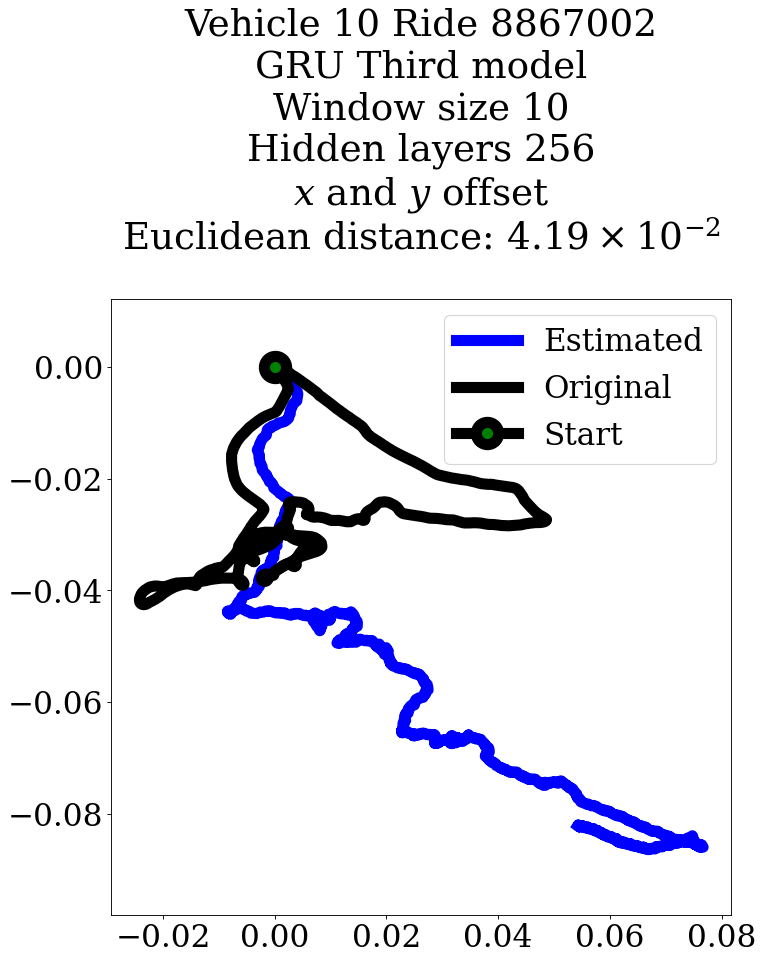 Vehicle 10 Ride 8867002
GRU Third model
Window size 10
Hidden layers 256
x and y offset
Euclidean distance: 4.19 × 10⁻²
Estimated
Original
Start
0.00
−0.02
−0.04
−0.06
−0.08
−0.02 0.00 0.02 0.04 0.06 0.08